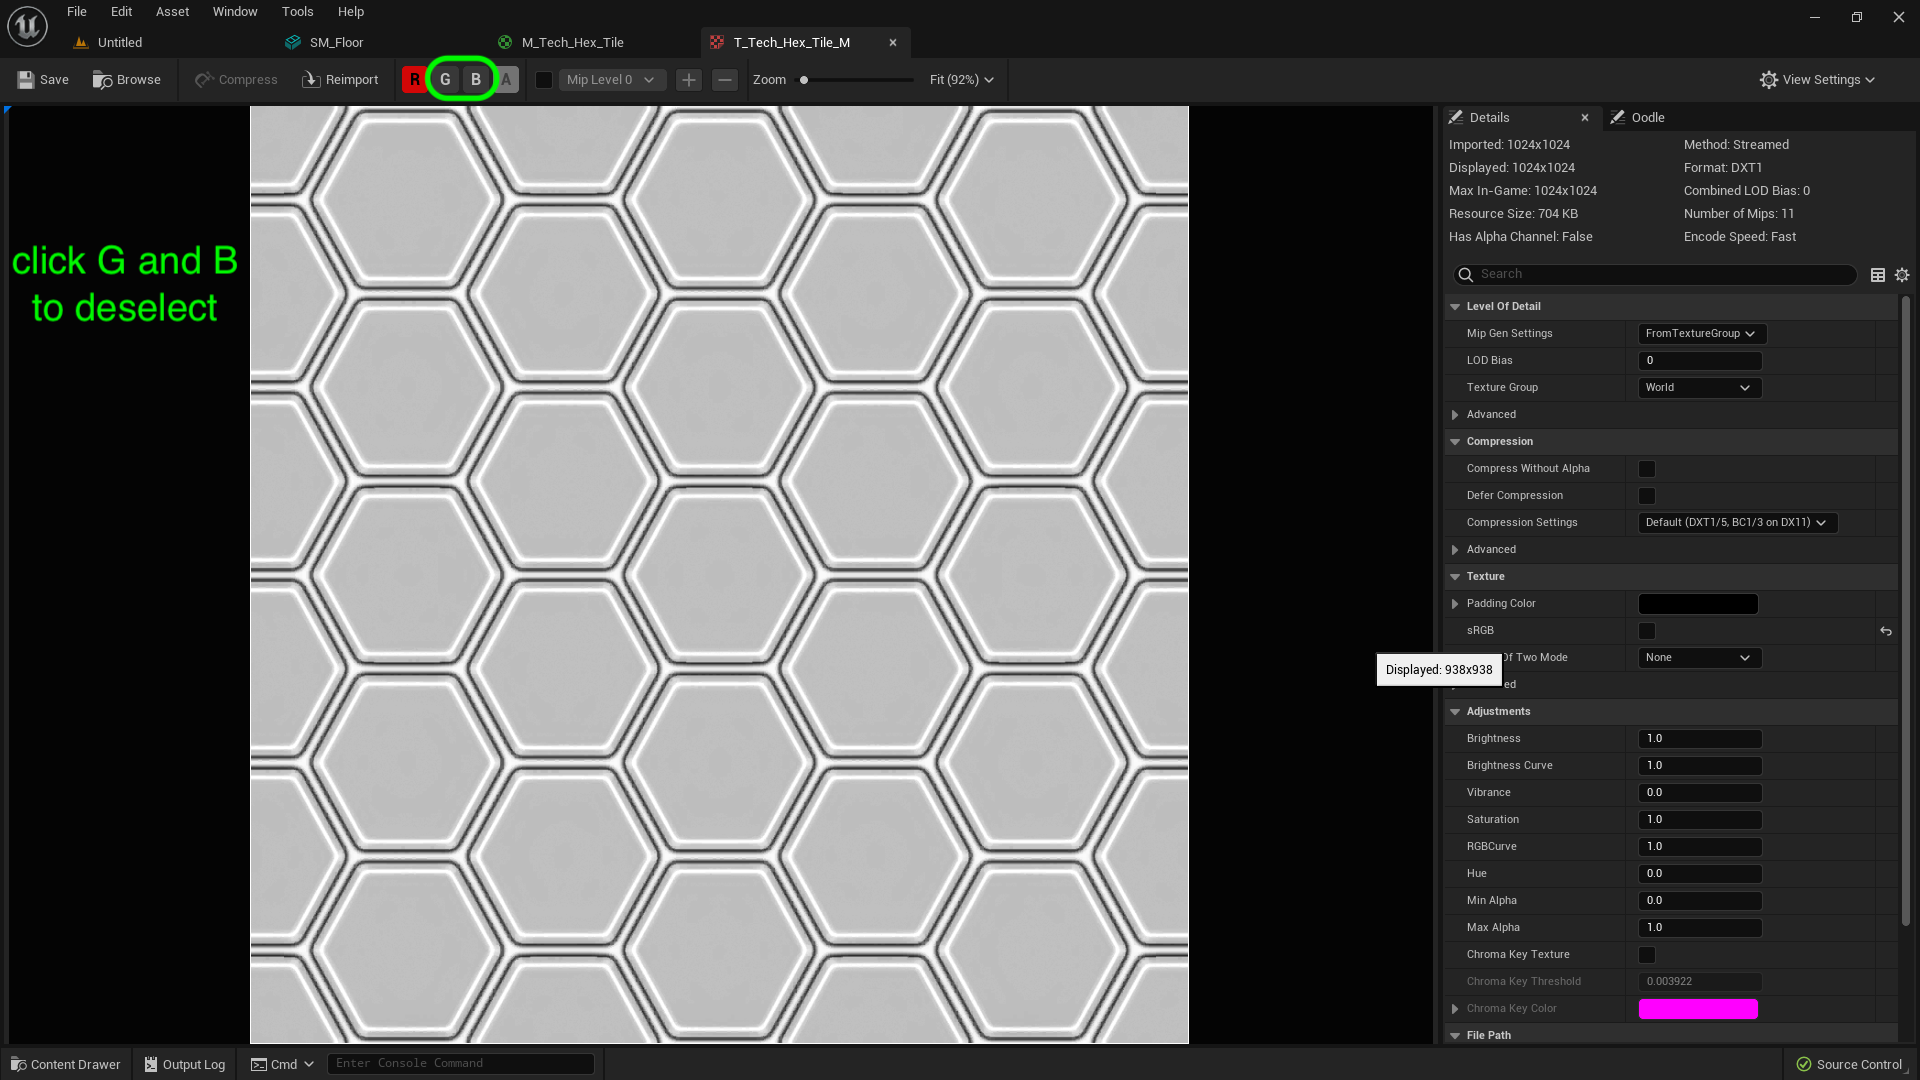 File Edit Asset Window Tools Help
Untitled
SM_Floor
M_Tech_Hex_Tile
T_Tech_Hex_Tile_M
Save Browse Compress Reimport R G B A Mip Level 0 Zoom Fit (92%) View Settings
click G and B
to deselect
Details Oodle
Imported: 1024x1024 Method: Streamed
Displayed: 1024x1024 Format: DXT1
Max In-Game: 1024x1024 Combined LOD Bias: 0
Resource Size: 704 KB Number of Mips: 11
Has Alpha Channel: False Encode Speed: Fast
Search
Level Of Detail
Mip Gen Settings FromTextureGroup
LOD Bias 0
Texture Group World
Advanced
Compression
Compress Without Alpha
Defer Compression
Compression Settings Default (DXT1/5, BC1/3 on DX11)
Advanced
Texture
Padding Color
sRGB
Of Two Mode None
Displayed: 938x938
ed
Adjustments
Brightness 1.0
Brightness Curve 1.0
Vibrance 0.0
Saturation 1.0
RGBCurve 1.0
Hue 0.0
Min Alpha 0.0
Max Alpha 1.0
Chroma Key Texture
Chroma Key Threshold 0.003922
Chroma Key Color
File Path
Content Drawer Output Log Cmd Enter Console Command Source Control